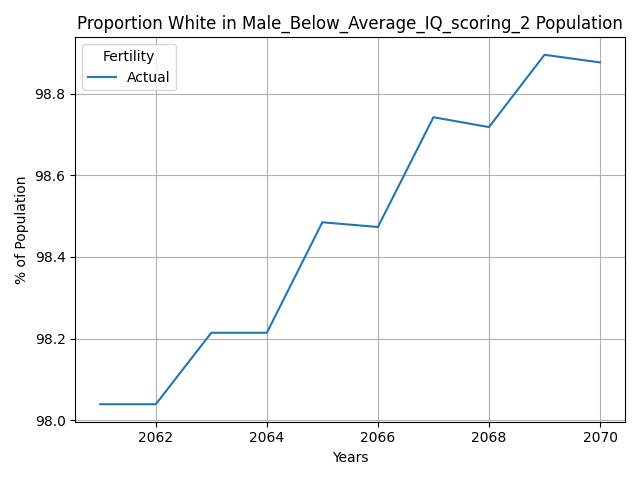 Proportion White in Male_Below_Average_IQ_scoring_2 Population
Fertility
Actual
% of Population
98.8
98.6
98.4
98.2
98.0
2062 2064 2066 2068 2070
Years